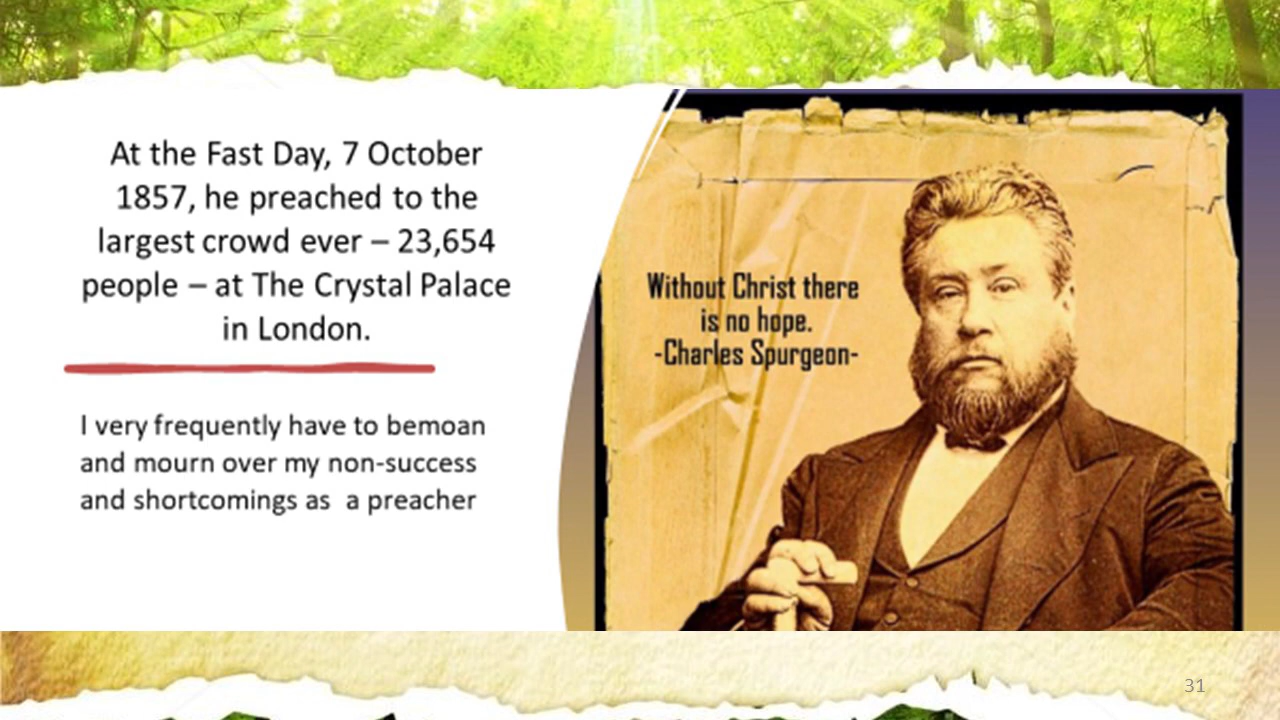 At the Fast Day, 7 October
1857, he preached to the
largest crowd ever – 23,654
people – at The Crystal Palace
in London.
I very frequently have to bemoan
and mourn over my non-success
and shortcomings as  a preacher
Without Christ there
is no hope.
-Charles Spurgeon-
31